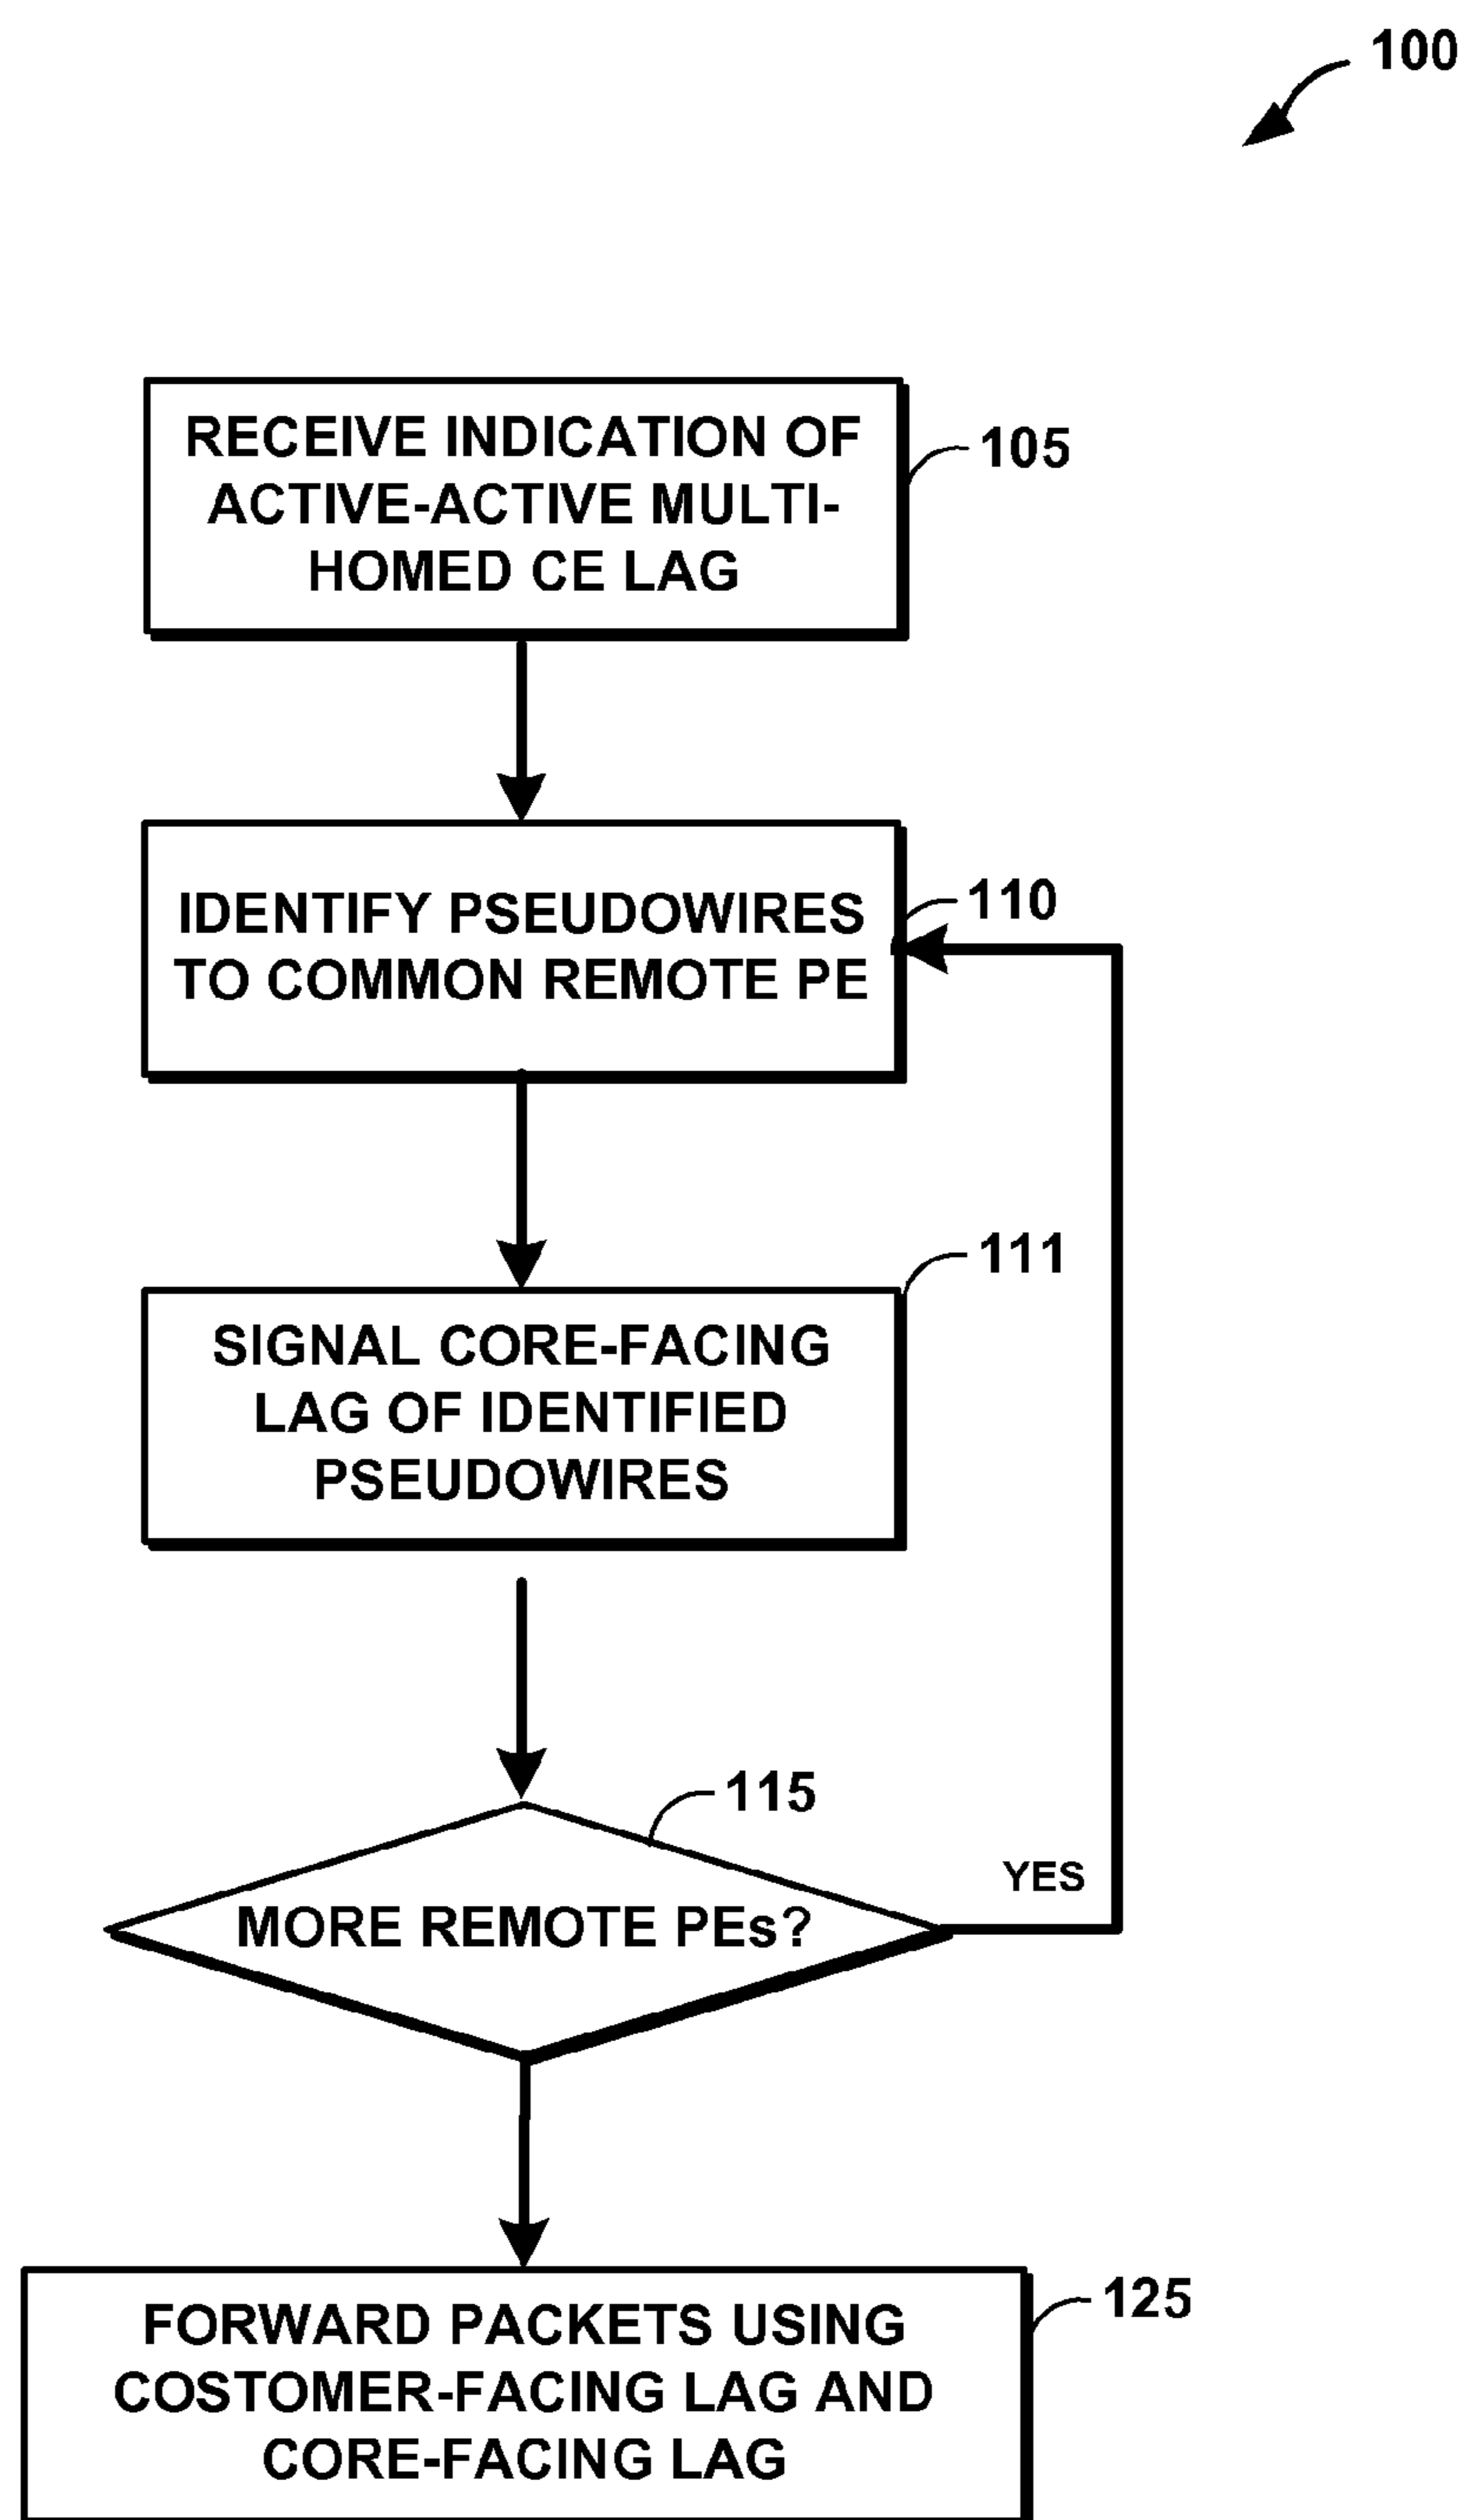 100
RECEIVE INDICATION OF
ACTIVE-ACTIVE MULTI-
HOMED CE LAG
105
IDENTIFY PSEUDOWIRES
TO COMMON REMOTE PE
110
SIGNAL CORE-FACING
LAG OF IDENTIFIED
PSEUDOWIRES
111
MORE REMOTE PEs?
115
YES
FORWARD PACKETS USING
COSTOMER-FACING LAG AND
CORE-FACING LAG
125